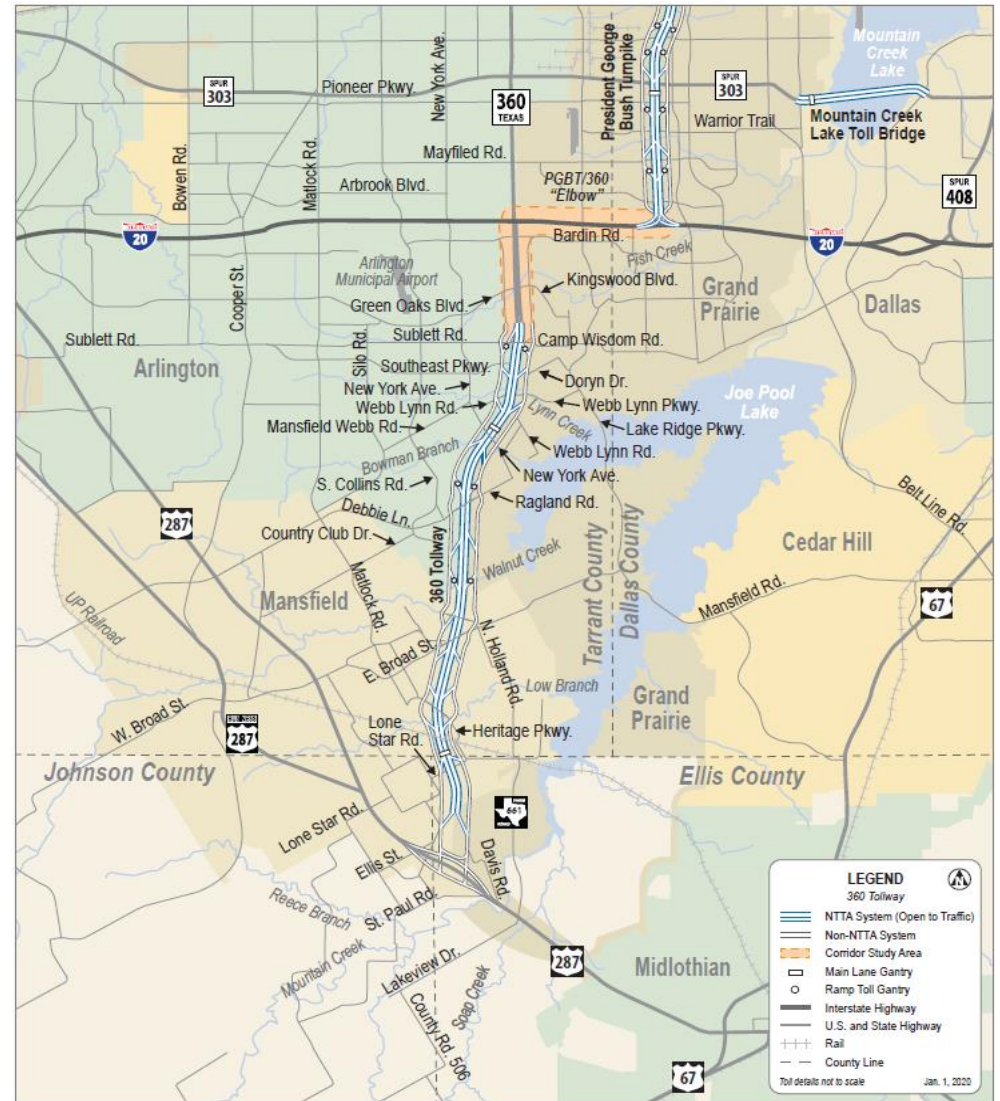 Mountain
Creek
Lake
SPUR
303
Pioneer Pkwy.
New York Ave.
360
TEXAS
President George
Bush Turnpike
SPUR
303
Mountain Creek
Lake Toll Bridge
Warrior Trail
Bowen Rd.
Matlock Rd.
Mayfiled Rd.
Arbrook Blvd.
PGBT/360
"Elbow"
SPUR
408
INTERSTATE
20
Bardin Rd.
INTERSTATE
20
Fish Creek
Arlington
Municipal Airport
Cooper St.
Green Oaks Blvd.
Kingswood Blvd.
Grand
Prairie
Dallas
Sublett Rd.
Silo Rd.
Sublett Rd.
Camp Wisdom Rd.
Arlington
Southeast Pkwy.
Doryn Dr.
New York Ave.
Joe Pool
Lake
Webb Lynn Rd.
Webb Lynn Pkwy.
Mansfield Webb Rd.
Lynn Creek
Lake Ridge Pkwy.
Bowman Branch
Webb Lynn Rd.
New York Ave.
S. Collins Rd.
Ragland Rd.
Belt Line Rd.
287
Debbie Ln.
Country Club Dr.
360 Tollway
Walnut Creek
Cedar Hill
Tarrant County
Dallas County
Mansfield
Matlock Rd.
Mansfield Rd.
67
UP Railroad
E. Broad St.
N. Holland Rd.
Low Branch
Grand
Prairie
W. Broad St.
287
Lone
Star Rd.
Heritage Pkwy.
Johnson County
Ellis County
661
Lone Star Rd.
Ellis St.
Davis Rd.
Reece Branch
St. Paul Rd.
Mountain Creek
Lakeview Dr.
287
Midlothian
Soap Creek
County Rd. 506
67
LEGEND
360 Tollway
NTTA System (Open to Traffic)
Non-NTTA System
Corridor Study Area
Main Lane Gantry
Ramp Toll Gantry
Interstate Highway
U.S. and State Highway
Rail
County Line
Toll details not to scale
Jan. 1, 2020